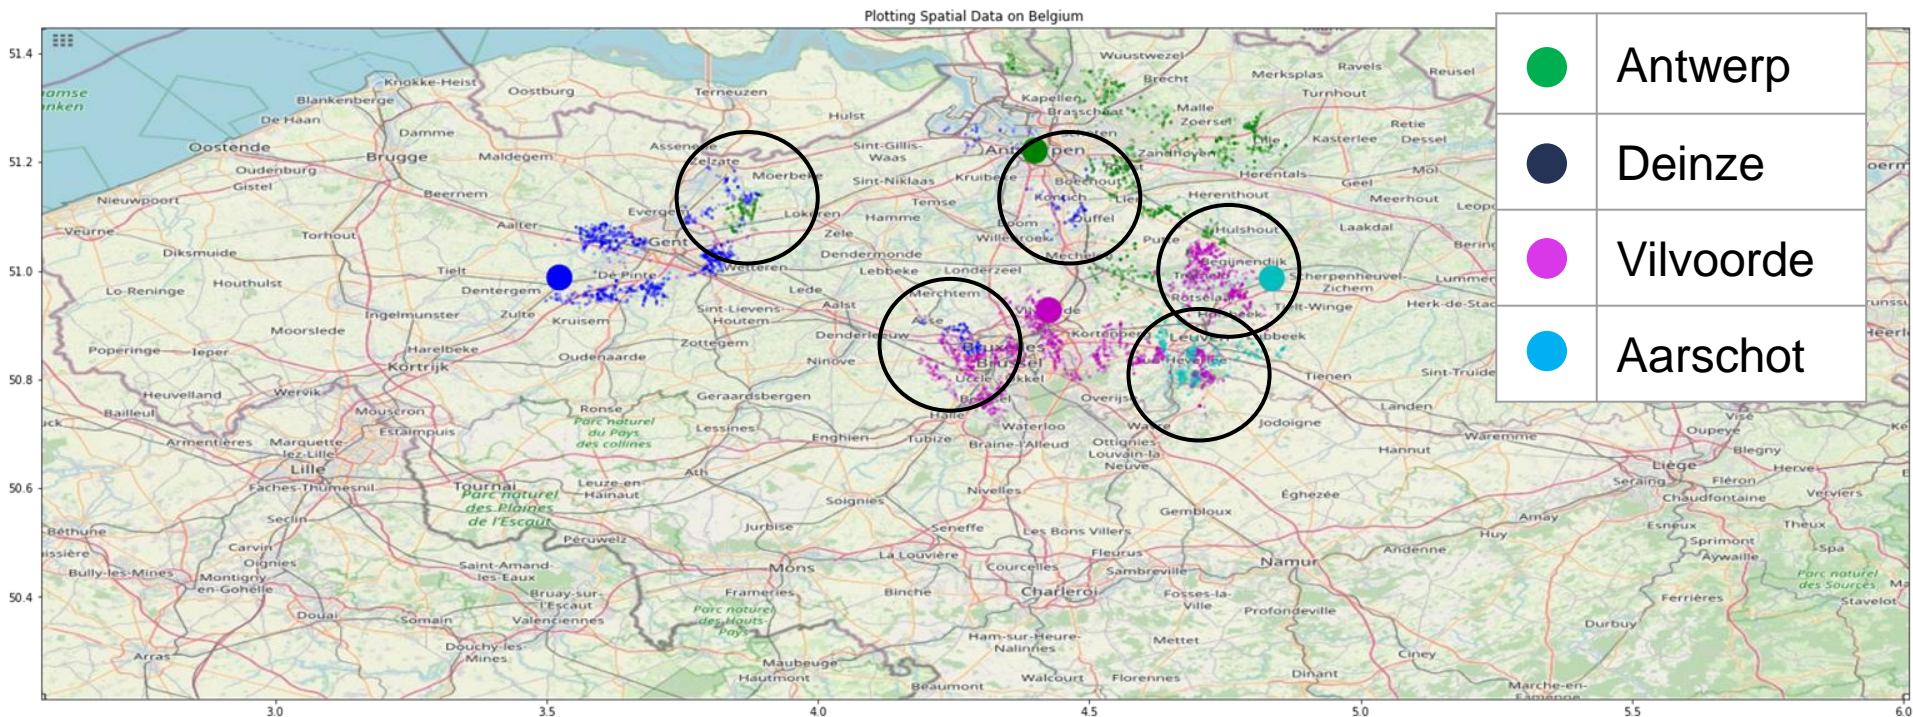 Plotting Spatial Data on Belgium
Antwerp
Deinze
Vilvoorde
Aarschot
51.4
51.2
51.0
50.8
50.6
50.4
3.0
3.5
4.0
4.5
5.0
5.5
6.0
Knokke-Heist
Oostburg
Terneuzen
Blankenberge
Hulst
De Haan
Damme
Oostende
Brugge
Maldegem
Assenede
Zelzate
Sint-Gillis-
Waas
Oudenburg
Gistel
Moerbeke
Sint-Niklaas
Nieuwpoort
Beernem
Temse
Veurne
Aalter
Lokeren
Hamme
Torhout
Gent
Zele
Diksmuide
Dendermonde
Tielt
De Pinte
Wetteren
Lebbeke
Londerzeel
Lo-Reninge
Houthulst
Dentergem
Lede
Merchtem
Ingelmunster
Zulte
Kruisem
Sint-Lievens-
Houtem
Aalst
Moorslede
Denderleeuw
Poperinge
Ieper
Harelbeke
Oudenaarde
Zottegem
Ninove
Kortrijk
Heuvelland
Wervik
Geraardsbergen
Bailleul
Mouscron
Ronse
Estaimpuis
Parc naturel
du Pays
des collines
Lessines
Enghien
Tubize
Halle
Waterloo
Braine-l'Alleud
Armentières
Marquette-
lez-Lille
Lille
Faches-Thumesnil
Tournai
Ath
Leuze-en-
Hainaut
Parc naturel
des Plaines
de l'Escaut
Soignies
Nivelles
Seclin
Béthune
Péruwelz
Jurbise
Seneffe
Les Bons Villers
Carvin
Oignies
Bully-les-Mines
Montigny-
en-Gohelle
Saint-Amand-
les-Eaux
Mons
La Louvière
Courcelles
Fleurus
Sambreville
Namur
Bruay-sur-
l'Escaut
Valenciennes
Frameries
Binche
Charleroi
Fosses-la-
Ville
Douai
Somain
Parc naturel
des Hauts-
Pays
Profondeville
Arras
Douchy-les-
Mines
Maubeuge
Hautmont
Ham-sur-Heure-
Nalinnes
Mettet
Beaumont
Walcourt
Florennes
Dinant
Ciney
Marche-en-
Durbuy
Ferrières
Stavelot
Wuustwezel
Brecht
Merksplas
Ravels
Reusel
Turnhout
Kapellen
Brasschaat
Malle
Zoersel
Retie
Kasterlee
Dessel
Lille
Zandhoven
Kruibeke
Boechout
Herentals
Geel
Mol
Herenthout
Meerhout
Kontich
Lier
Duffel
Boom
Willebroek
Putte
Hulshout
Laakdal
Mechelen
Begijnendijk
Scherpenheuvel-
Zichem
Rotselaar
Tielt-Winge
Holsbeek
Kortenberg
Leuven
Heverlee
Bruxelles
Brussel
Tienen
Overijse
Landen
Wavre
Jodoigne
Ottignies
Louvain-la
Neuve
Hannut
Waremme
Oupeye
Visé
Blegny
Liège
Seraing
Fléron
Herve
Chaudfontaine
Verviers
Éghezée
Gembloux
Amay
Huy
Esneux
Theux
Sprimont
Aywaille
Spa
Andenne
Parc naturel
des Sources